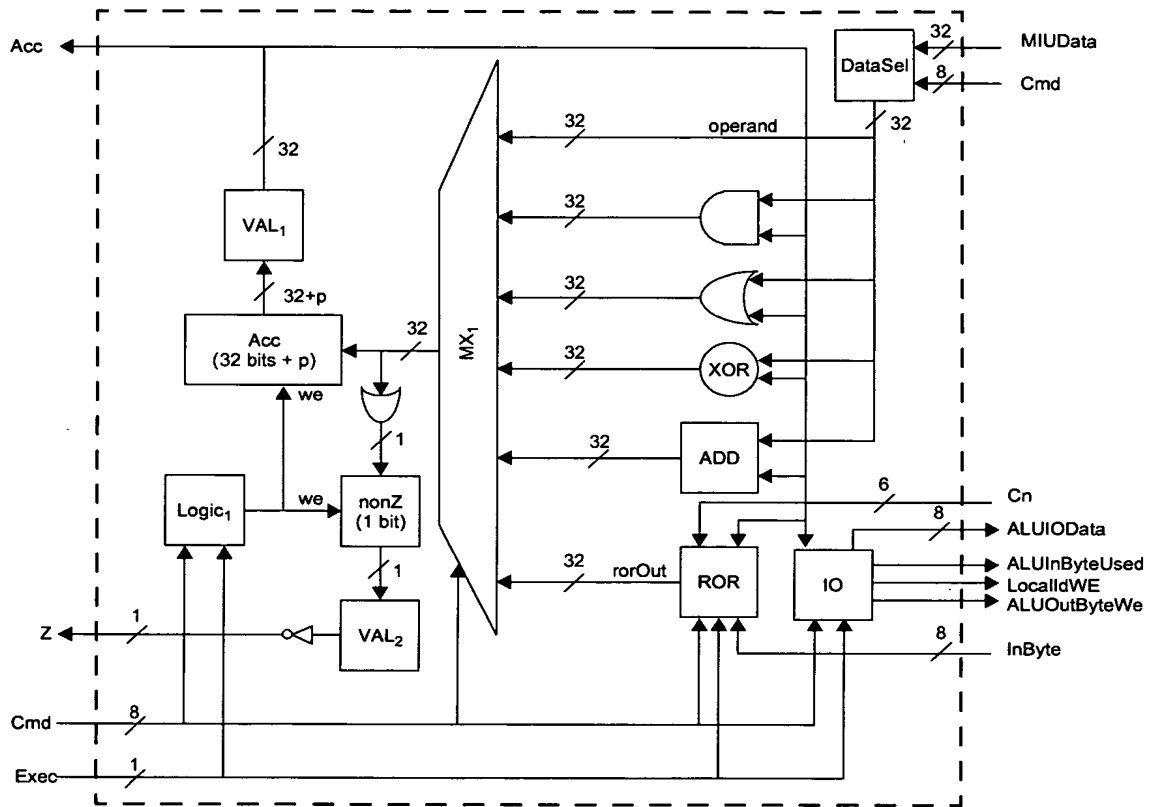 Acc
32
MIUData
DataSel
8
Cmd
32
32
operand
32
32
VAL₁
32+p
32
Acc
(32 bits + p)
32
MX₁
32
XOR
we
1
32
ADD
Logic₁
we
nonZ
(1 bit)
6
Cn
8
ALUIOData
1
32
rorOut
ROR
IO
ALUInByteUsed
LocalIdWE
ALUOutByteWe
Z
1
VAL₂
8
InByte
Cmd
8
Exec
1